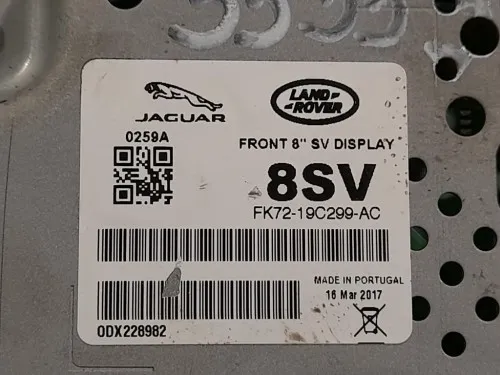 JAGUAR
LAND
ROVER
0259A
FRONT 8" SV DISPLAY
8SV
FK72-19C299-AC
MADE IN PORTUGAL
16 Mar 2017
0DX228982